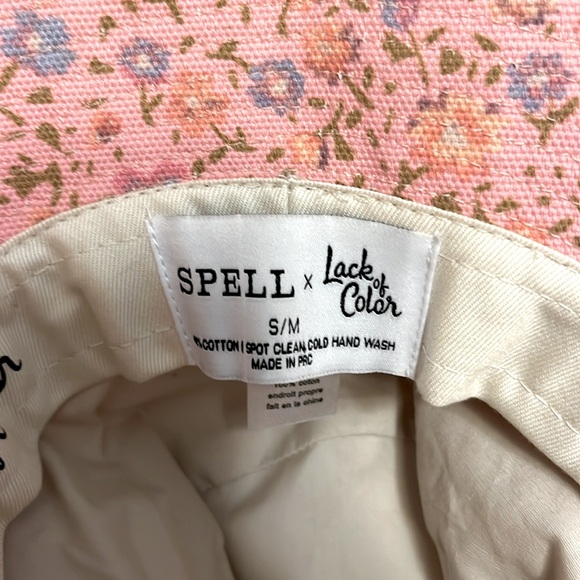 SPELL x Lack of Color
S/M
COTTON | SPOT CLEAN, COLD HAND WASH
MADE IN PRC
100% coton
endroit propre
fait en la chine